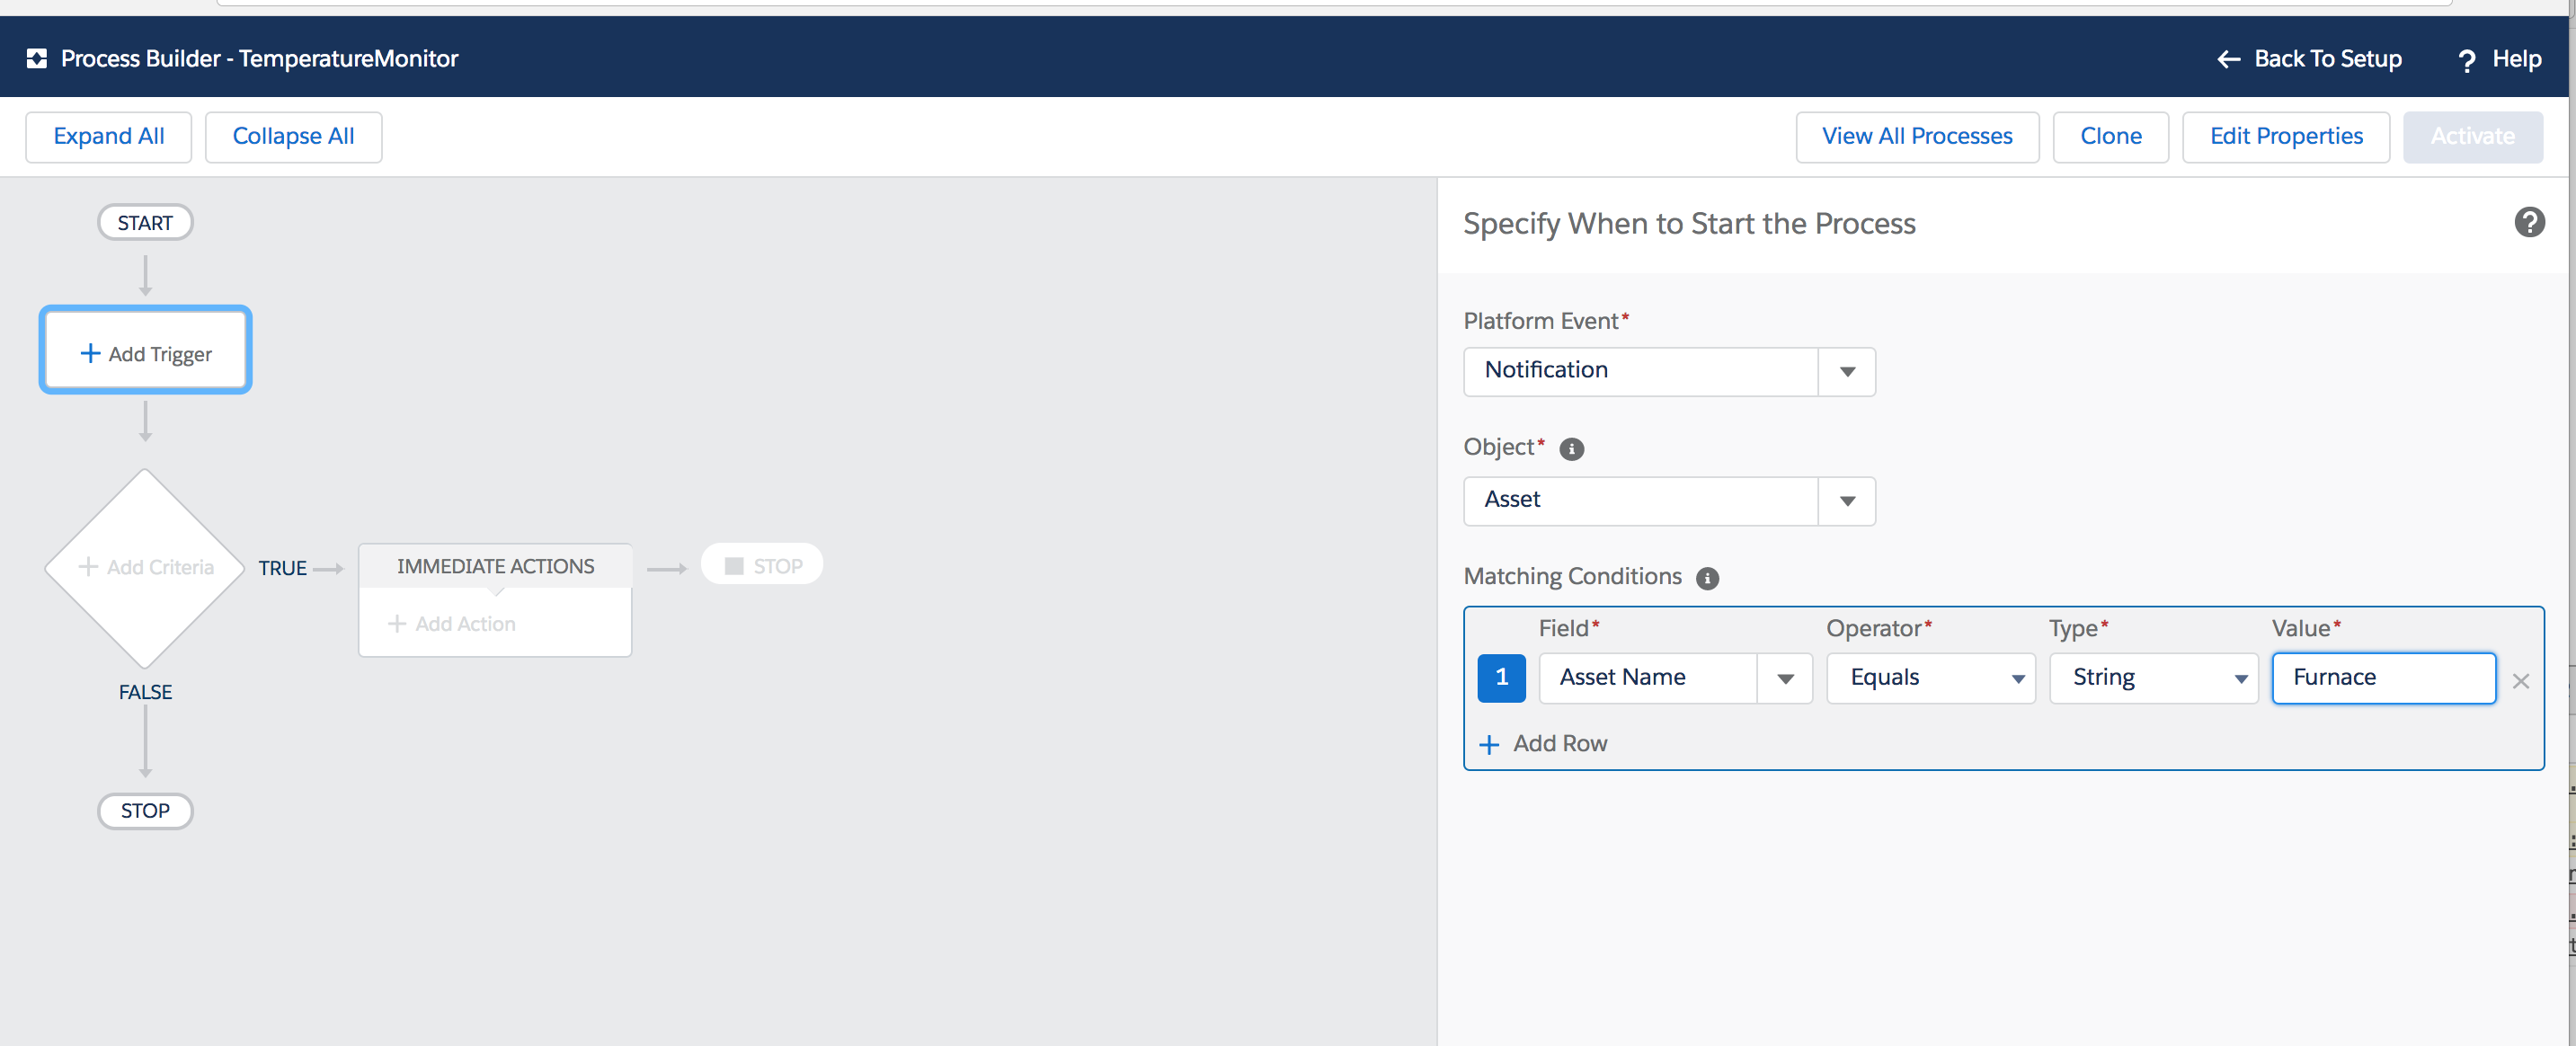 Process Builder - TemperatureMonitor
Back To Setup
? Help
Expand All
Collapse All
View All Processes
Clone
Edit Properties
Activate
START
+ Add Trigger
+ Add Criteria
TRUE
IMMEDIATE ACTIONS
+ Add Action
STOP
FALSE
STOP
Specify When to Start the Process
?
Platform Event*
Notification
Object* i
Asset
Matching Conditions i
Field* Operator* Type* Value*
1 Asset Name Equals String Furnace ×
+ Add Row